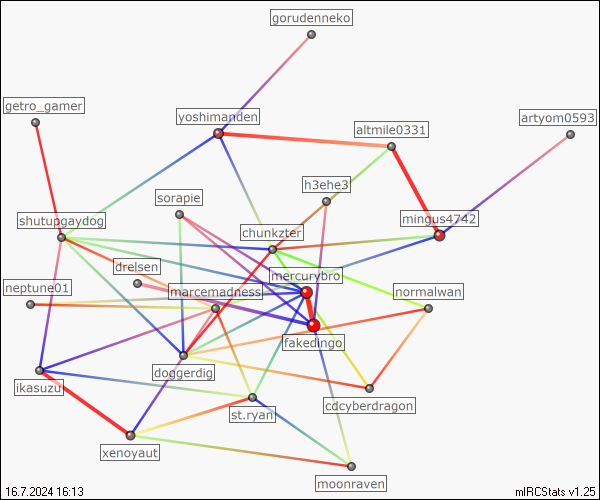 gorudenneko
getro_gamer
yoshimanden
artyom0593
altmile0331
h3ehe3
sorapie
mingus4742
shutupgaydog
chunkzter
drelsen
mercurybro
neptune01
marcemadness
normalwan
fakedingo
doggerdig
ikasuzu
cdcyberdragon
st.ryan
xenoyaut
moonraven
16.7.2024 16:13
mIRCStats v1.25